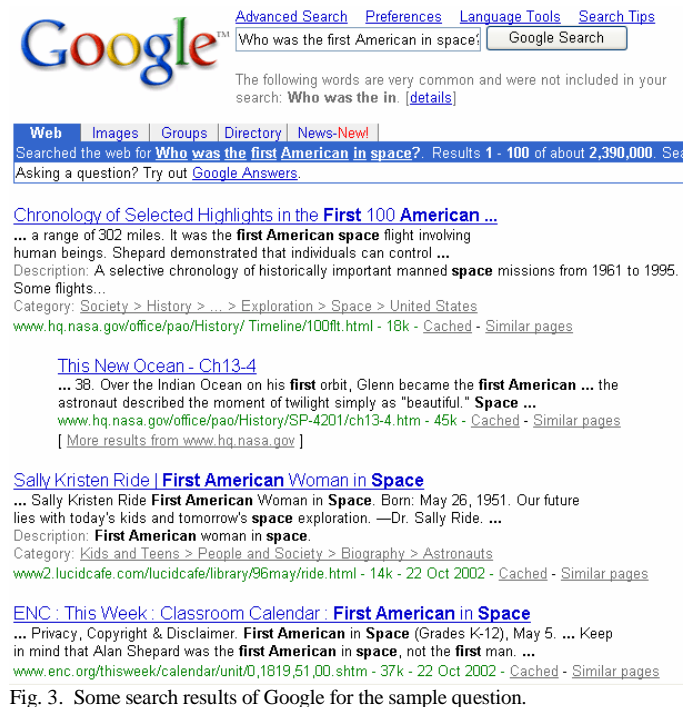 Google™
Advanced Search Preferences Language Tools Search Tips
Who was the first American in space? Google Search
The following words are very common and were not included in your
search: Who was the in. [details]
Web Images Groups Directory News-New!
Searched the web for Who was the first American in space?. Results 1 - 100 of about 2,390,000.
Asking a question? Try out Google Answers.
Chronology of Selected Highlights in the First 100 American ...
... a range of 302 miles. It was the first American space flight involving
human beings. Shepard demonstrated that individuals can control ...
Description: A selective chronology of historically important manned space missions from 1961 to 1995.
Some flights...
Category: Society > History > ... > Exploration > Space > United States
www.hq.nasa.gov/office/pao/History/ Timeline/100flt.html - 18k - Cached - Similar pages
This New Ocean - Ch13-4
... 38. Over the Indian Ocean on his first orbit, Glenn became the first American ... the
astronaut described the moment of twilight simply as "beautiful." Space ...
www.hq.nasa.gov/office/pao/History/SP-4201/ch13-4.htm - 45k - Cached - Similar pages
[ More results from www.hq.nasa.gov ]
Sally Kristen Ride | First American Woman in Space
... Sally Kristen Ride First American Woman in Space. Born: May 26, 1951. Our future
lies with today's kids and tomorrow's space exploration. —Dr. Sally Ride. ...
Description: First American woman in space.
Category: Kids and Teens > People and Society > Biography > Astronauts
www2.lucidcafe.com/lucidcafe/library/96may/ride.html - 14k - 22 Oct 2002 - Cached - Similar pages
ENC : This Week : Classroom Calendar : First American in Space
... Privacy, Copyright & Disclaimer. First American in Space (Grades K-12), May 5. ... Keep
in mind that Alan Shepard was the first American in space, not the first man. ...
www.enc.org/thisweek/calendar/unit/0,1819,51,00.shtm - 37k - 22 Oct 2002 - Cached - Similar pages
Fig. 3. Some search results of Google for the sample question.